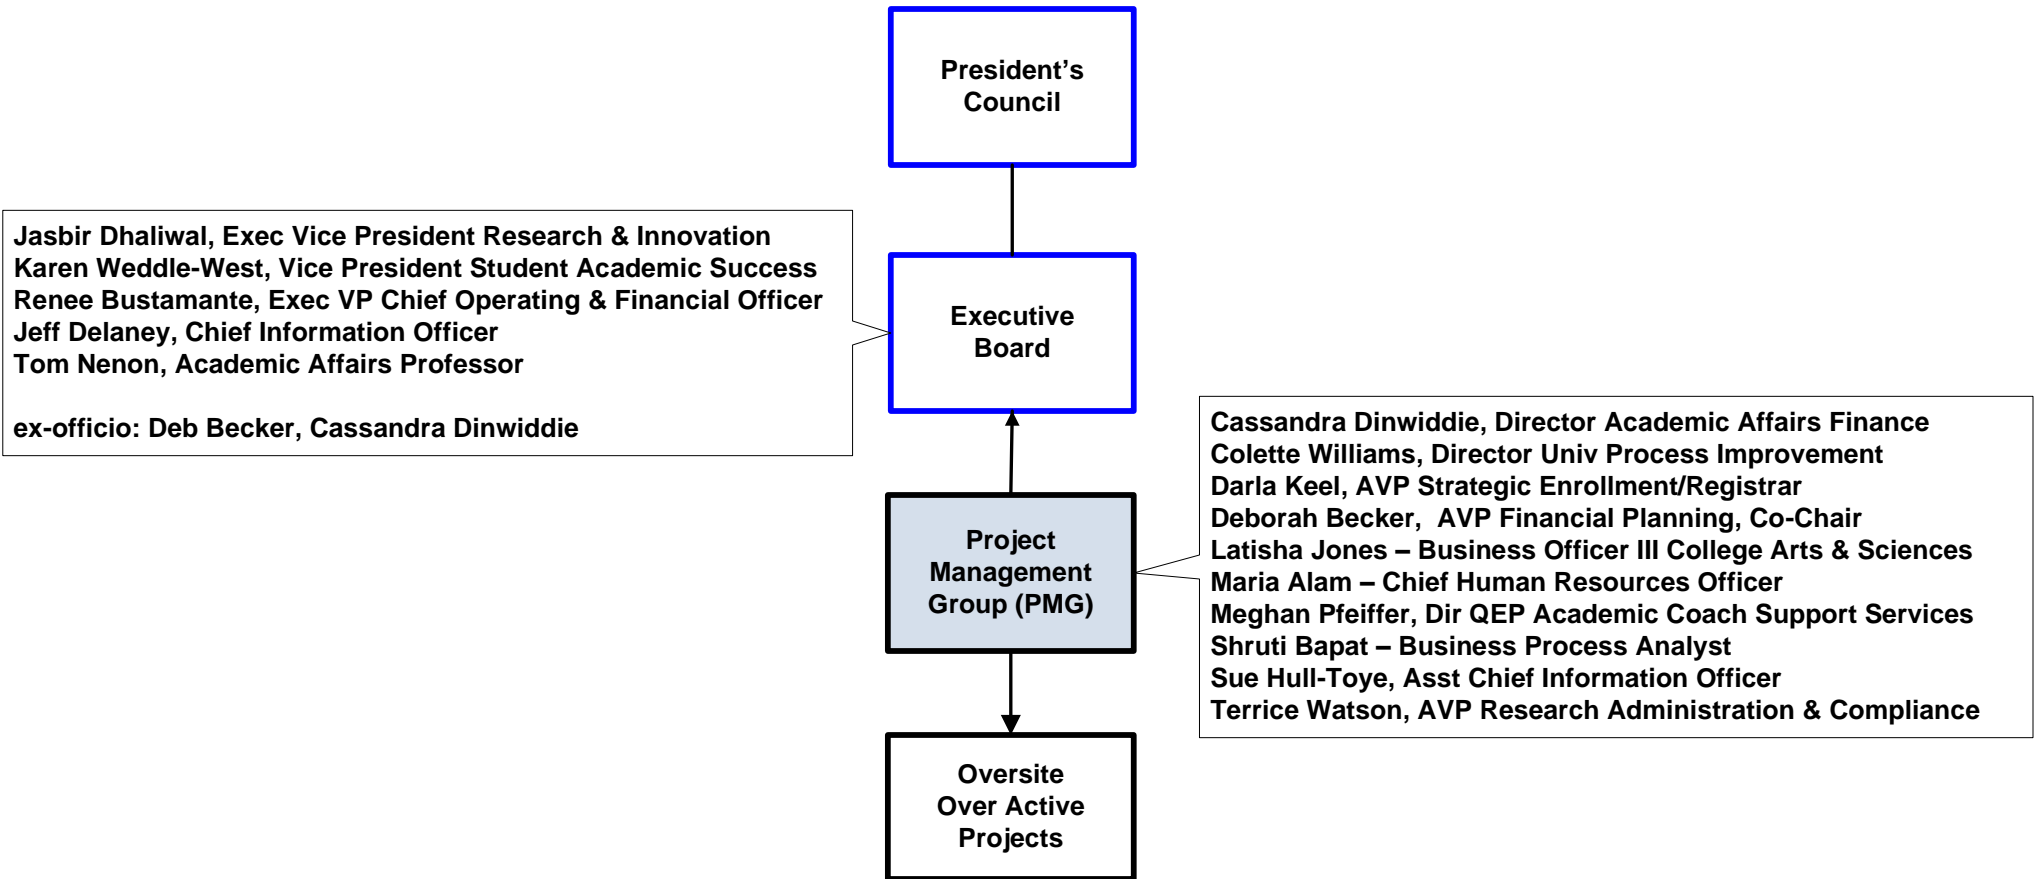 President’s
Council
Jasbir Dhaliwal, Exec Vice President Research & Innovation
Karen Weddle-West, Vice President Student Academic Success
Renee Bustamante, Exec VP Chief Operating & Financial Officer
Jeff Delaney, Chief Information Officer
Tom Nenon, Academic Affairs Professor
ex-officio: Deb Becker, Cassandra Dinwiddie
Executive
Board
Project
Management
Group (PMG)
Cassandra Dinwiddie, Director Academic Affairs Finance
Colette Williams, Director Univ Process Improvement
Darla Keel, AVP Strategic Enrollment/Registrar
Deborah Becker,  AVP Financial Planning, Co-Chair
Latisha Jones – Business Officer III College Arts & Sciences
Maria Alam – Chief Human Resources Officer
Meghan Pfeiffer, Dir QEP Academic Coach Support Services
Shruti Bapat – Business Process Analyst
Sue Hull-Toye, Asst Chief Information Officer
Terrice Watson, AVP Research Administration & Compliance
Oversite
Over Active
Projects